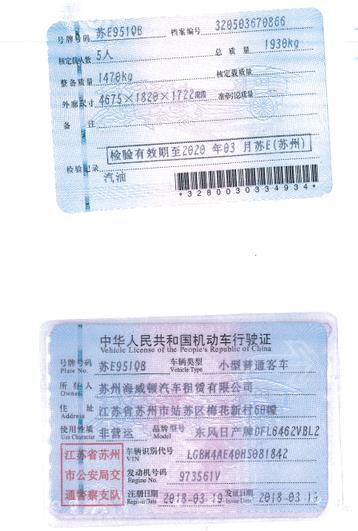 号牌号码 苏E951QB 档案编号 320503670866
核定载人数 5人 总质量 1930kg
整备质量 1470kg 核定载质量
外廓尺寸 4675×1820×1722mm 准牵引总质量
备注
检验有效期至2020 年03 月苏E(苏州)
检验记录
汽油
*3280003334934*
中华人民共和国机动车行驶证
Vehicle License of the People's Republic of China
号牌号码 苏E951QB 车辆类型 小型普通客车
Plate No. Vehicle Type
所有人 苏州海威顿汽车租赁有限公司
Owner
住址 江苏省苏州市姑苏区梅花新村60幢
Address
使用性质 非营运 品牌型号 东风日产牌DFL6462VBL2
Use Character Model
江苏省苏州市公安局交通警察支队
车辆识别代号 LGBM4AE40HS081842
VIN
发动机号码 973561V
Engine No.
注册日期 2018-03-19 发证日期 2018-03-19
Register Date Issue Date